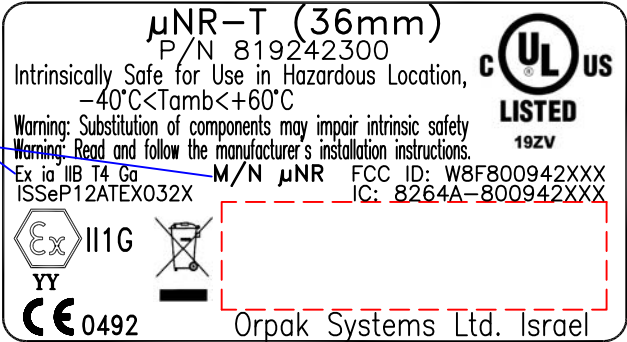 µNR-T (36mm)
P/N 819242300
Intrinsically Safe for Use in Hazardous Location,
-40°C<Tamb<+60°C
Warning: Substitution of components may impair intrinsic safety
Warning: Read and follow the manufacturer's installation instructions.
C UL US
LISTED
19ZV
Ex ia IIB T4 Ga
M/N µNR
FCC ID: W8F800942XXX
ISSeP12ATEX032X
IC: 8264A-800942XXX
Ex II1G
YY
CE 0492
Orpak Systems Ltd. Israel